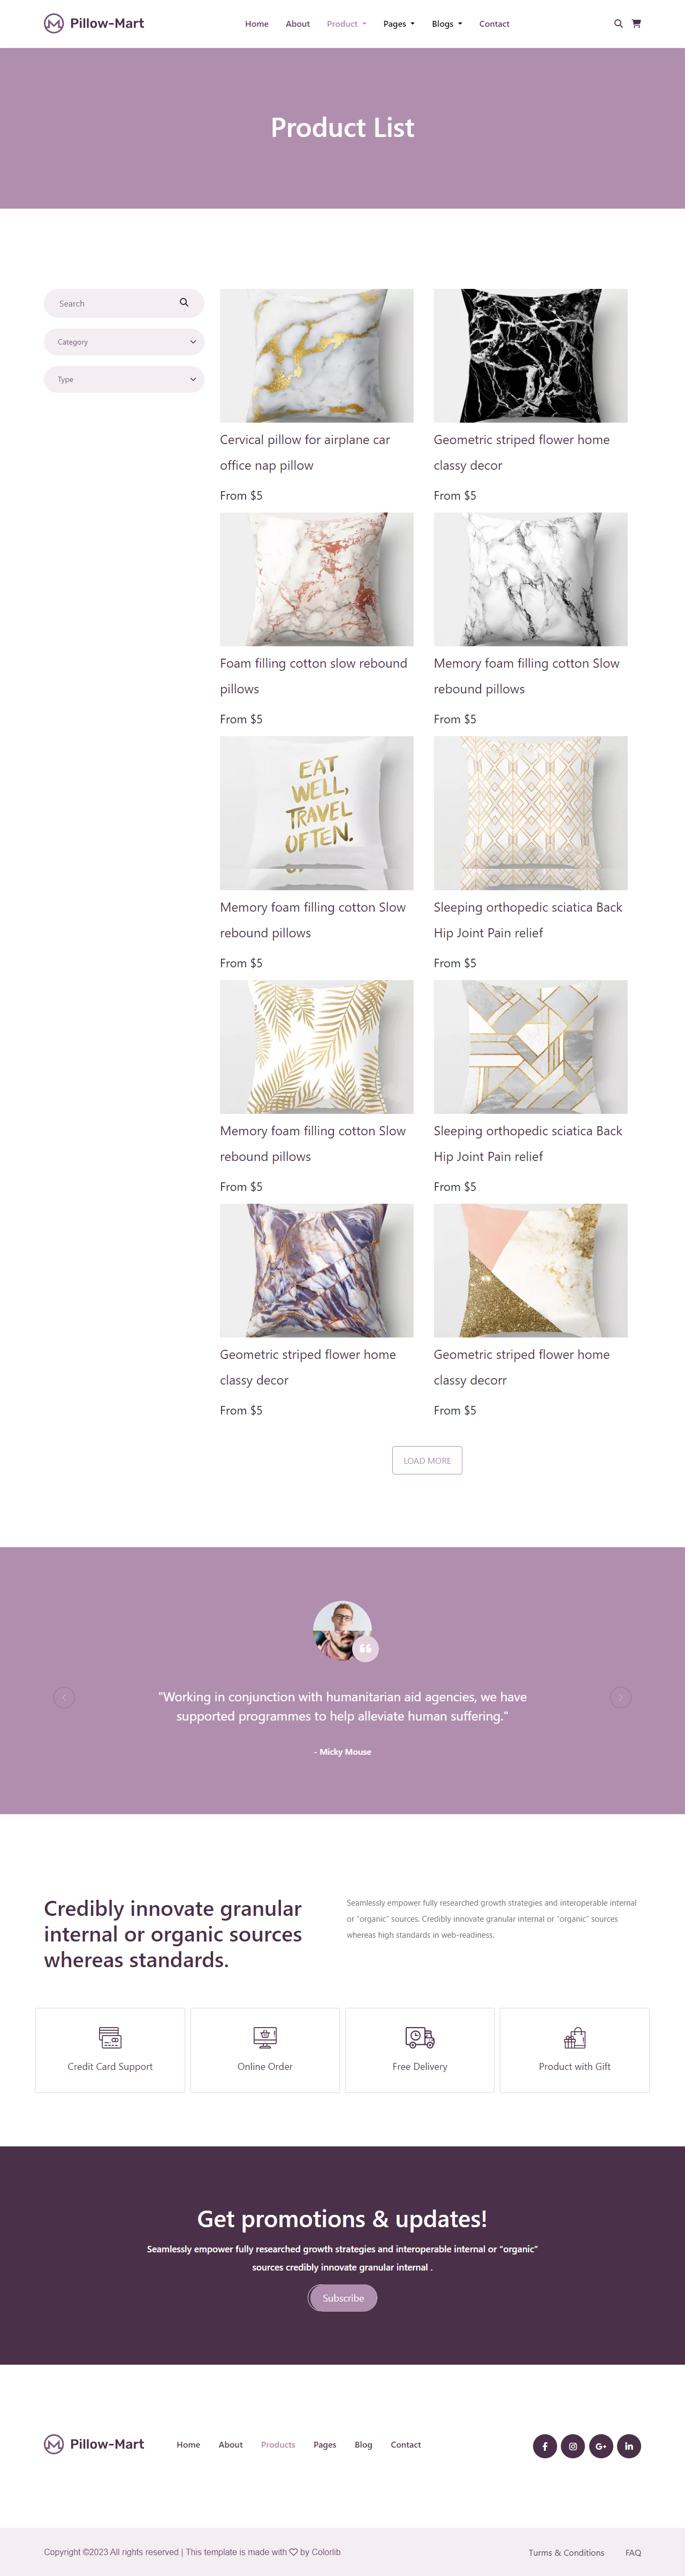 Pillow-Mart
Home About Product Pages Blogs Contact
Product List
Search
Category
Type
Cervical pillow for airplane car
office nap pillow
From $5
Geometric striped flower home
classy decor
From $5
Foam filling cotton slow rebound
pillows
From $5
Memory foam filling cotton Slow
rebound pillows
From $5
EAT
WELL,
TRAVEL
OFTEN.
Memory foam filling cotton Slow
rebound pillows
From $5
Sleeping orthopedic sciatica Back
Hip Joint Pain relief
From $5
Memory foam filling cotton Slow
rebound pillows
From $5
Sleeping orthopedic sciatica Back
Hip Joint Pain relief
From $5
Geometric striped flower home
classy decor
From $5
Geometric striped flower home
classy decorr
From $5
LOAD MORE
"Working in conjunction with humanitarian aid agencies, we have
supported programmes to help alleviate human suffering."
- Micky Mouse
Credibly innovate granular
internal or organic sources
whereas standards.
Seamlessly empower fully researched growth strategies and interoperable internal
or “organic” sources. Credibly innovate granular internal or “organic” sources
whereas high standards in web-readiness.
Credit Card Support
Online Order
Free Delivery
Product with Gift
Get promotions & updates!
Seamlessly empower fully researched growth strategies and interoperable internal or “organic”
sources credibly innovate granular internal .
Subscribe
Pillow-Mart
Home About Products Pages Blog Contact
Copyright ©2023 All rights reserved | This template is made with ♡ by Colorlib
Turms & Conditions FAQ